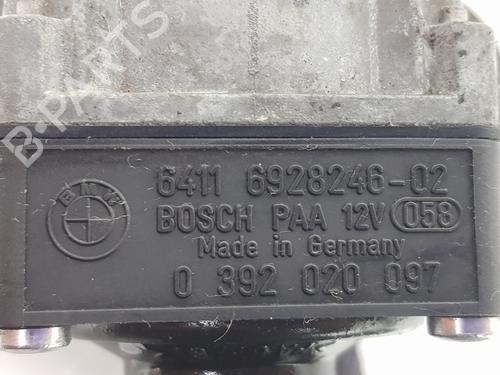 B-PARTS
BMW
6411 6928246-02
BOSCH PAA 12V 058
Made in Germany
0 392 020 097